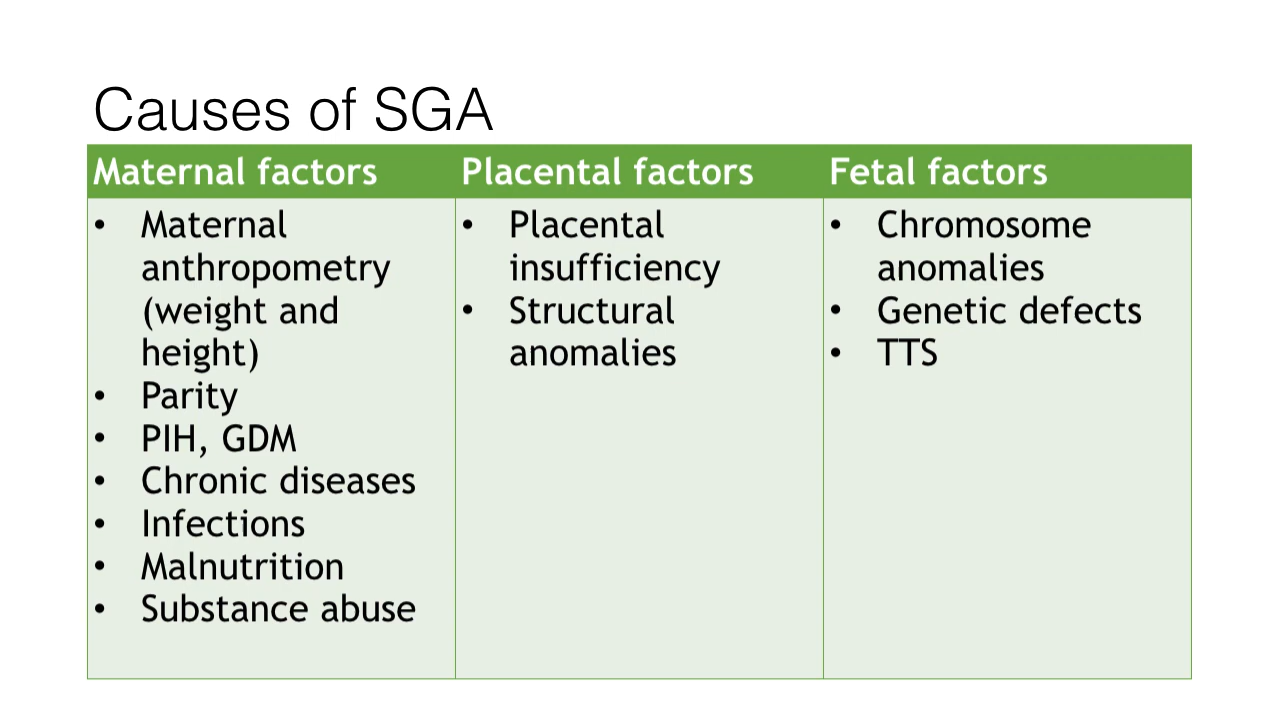 Causes of SGA
Maternal factors
• Maternal
anthropometry
(weight and
height)
• Parity
• PIH, GDM
• Chronic diseases
• Infections
• Malnutrition
• Substance abuse
Placental factors
• Placental
insufficiency
• Structural
anomalies
Fetal factors
• Chromosome
anomalies
• Genetic defects
• TTS